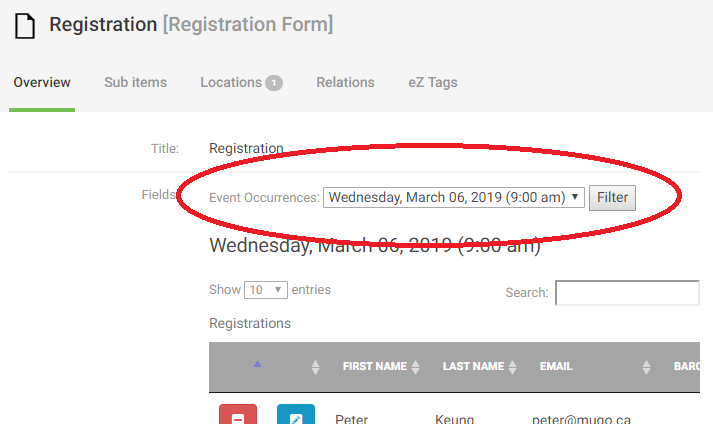 Registration [Registration Form]
Overview Sub items Locations 1 Relations eZ Tags
Title: Registration
Fields Event Occurrences: Wednesday, March 06, 2019 (9:00 am) Filter
Wednesday, March 06, 2019 (9:00 am)
Show 10 entries Search:
Registrations
FIRST NAME LAST NAME EMAIL BARC
Peter Keung peter@mugo.ca